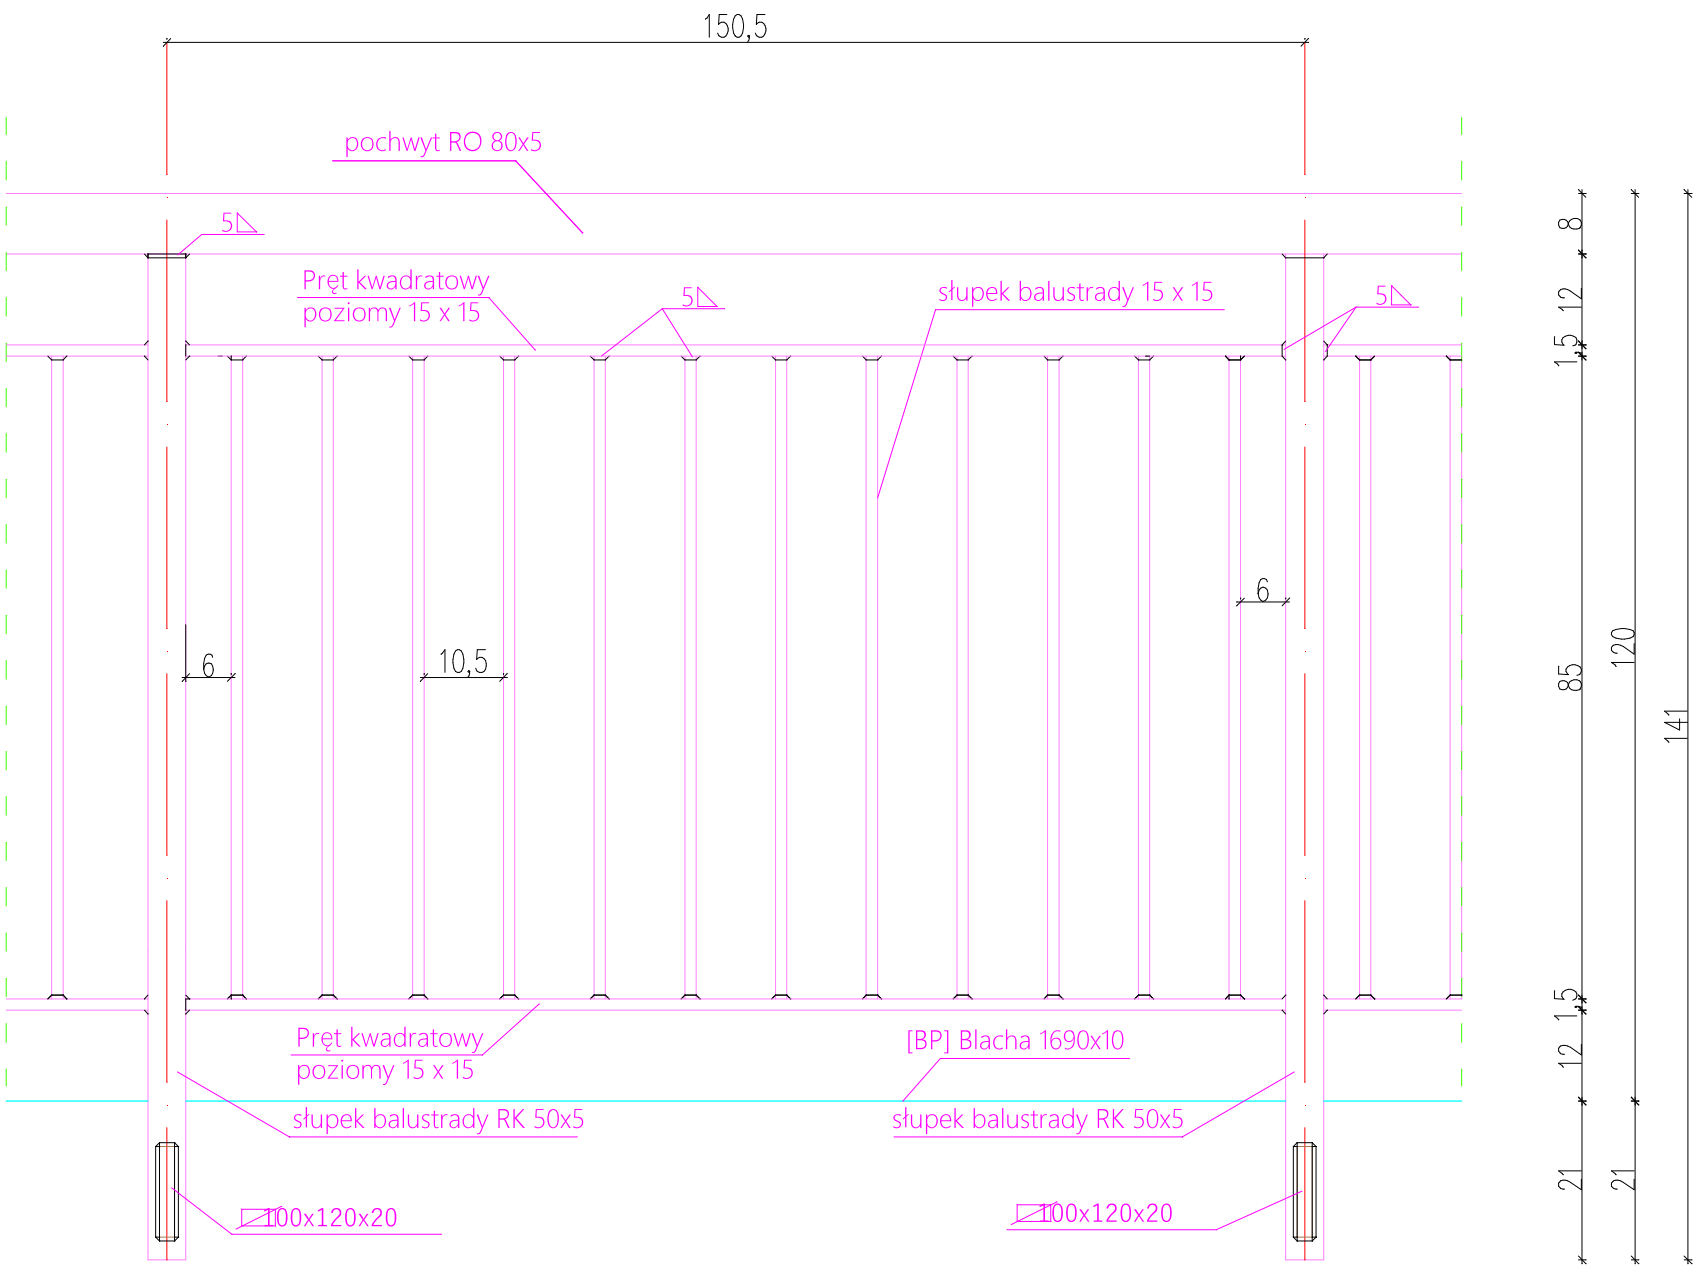 150,5
pochwyt RO 80x5
5
8
Pręt kwadratowy
poziomy 15 x 15
5
słupek balustrady 15 x 15
5
12
1,5
6
10,5
6
85
120
141
1,5
Pręt kwadratowy
poziomy 15 x 15
[BP] Blacha 1690x10
12
słupek balustrady RK 50x5
słupek balustrady RK 50x5
21
21
100x120x20
100x120x20